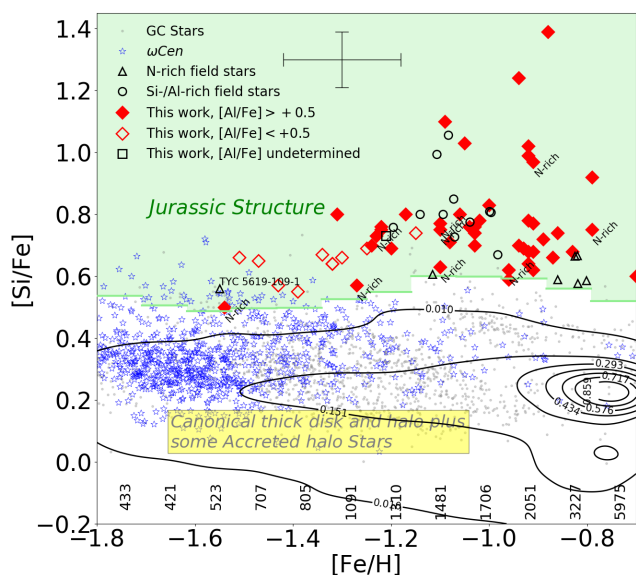 GC Stars
ωCen
N-rich field stars
Si-/Al-rich field stars
This work, [Al/Fe] > +0.5
This work, [Al/Fe] < +0.5
This work, [Al/Fe] undetermined
Jurassic Structure
N-rich
N-rich
N-rich
N-rich
N-rich
N-rich
TYC 5619-109-1
N-rich
0.010
0.293
0.717
0.859
0.151
0.434
0.576
Canonical thick disk and halo plus
some Accreted halo Stars
0.010
433 421 523 707 805 1091 1310 1481 1706 2051 3227 5975
1.4
1.2
1.0
0.8
0.6
0.4
0.2
0.0
−0.2
[Si/Fe]
−1.8 −1.6 −1.4 −1.2 −1.0 −0.8
[Fe/H]